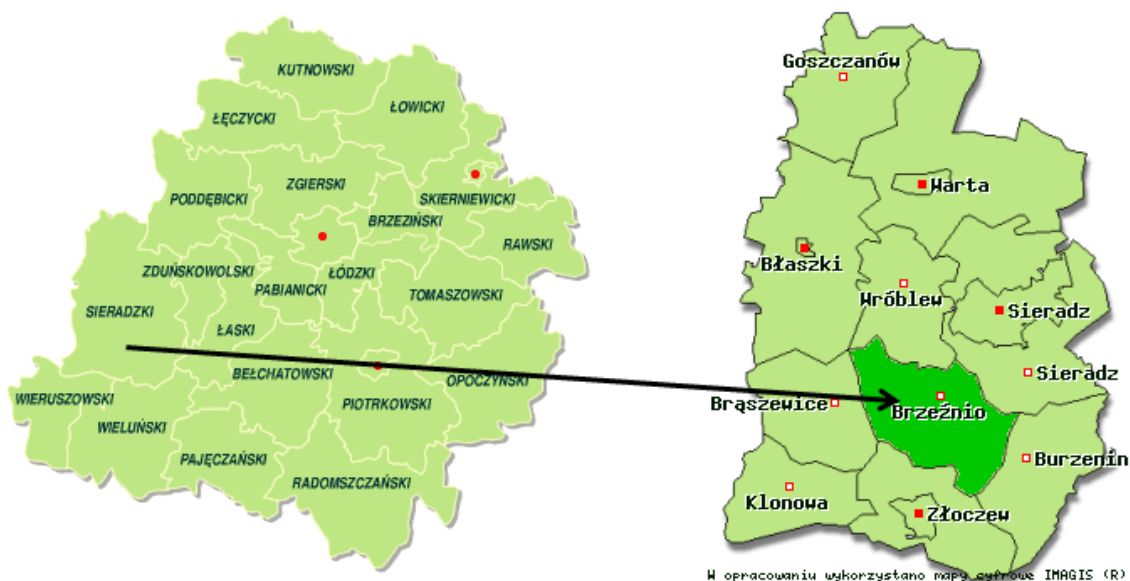 KUTNOWSKI
ŁOWICKI
ŁĘCZYCKI
ZGIERSKI
PODDĘBICKI
SKIERNIEWICKI
BRZEZIŃSKI
RAWSKI
ZDUŃSKOWOLSKI
ŁÓDZKI
PABIANICKI
TOMASZOWSKI
SIERADZKI
ŁASKI
BEŁCHATOWSKI
OPOCZYŃSKI
WIERUSZOWSKI
PIOTRKOWSKI
WIELUŃSKI
PAJĘCZAŃSKI
RADOMSZCZAŃSKI
Goszczanów
Warta
Błaszki
Wróblew
Sieradz
Sieradz
Brąszewice
Brzeźnio
Burzenin
Klonowa
Złoczew
W opracowaniu wykorzystano mapy cyfrowe IMAGIS (R)